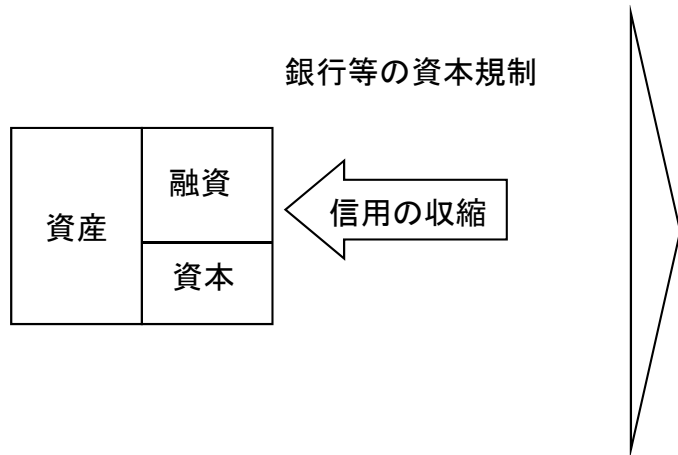 銀行等の資本規制
融資
資産
信用の収縮
資本